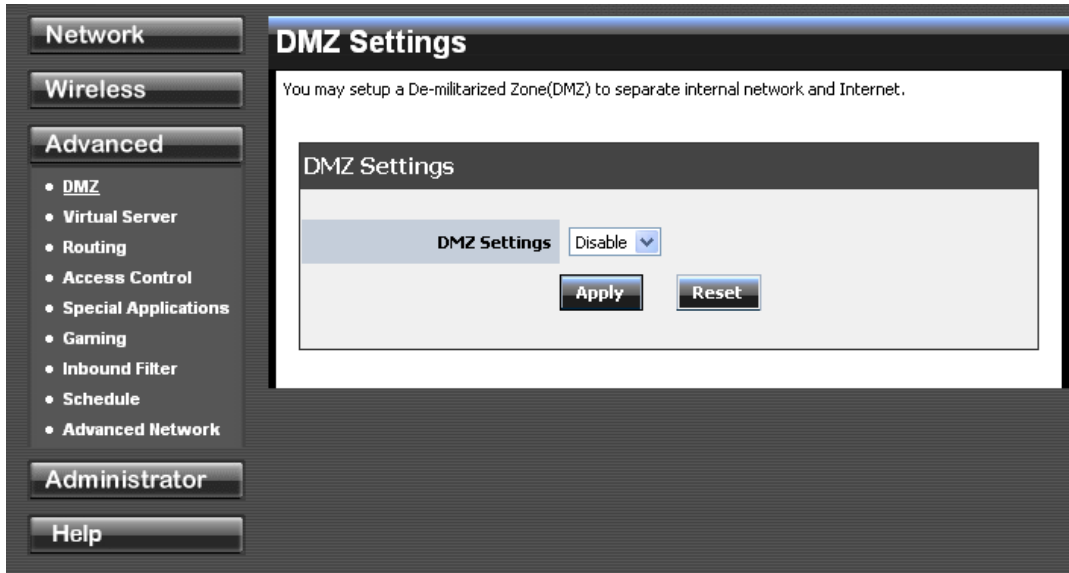 Network
Wireless
Advanced
DMZ
Virtual Server
Routing
Access Control
Special Applications
Gaming
Inbound Filter
Schedule
Advanced Network
Administrator
Help
DMZ Settings
You may setup a De-militarized Zone(DMZ) to separate internal network and Internet.
DMZ Settings
DMZ Settings Disable
Apply Reset